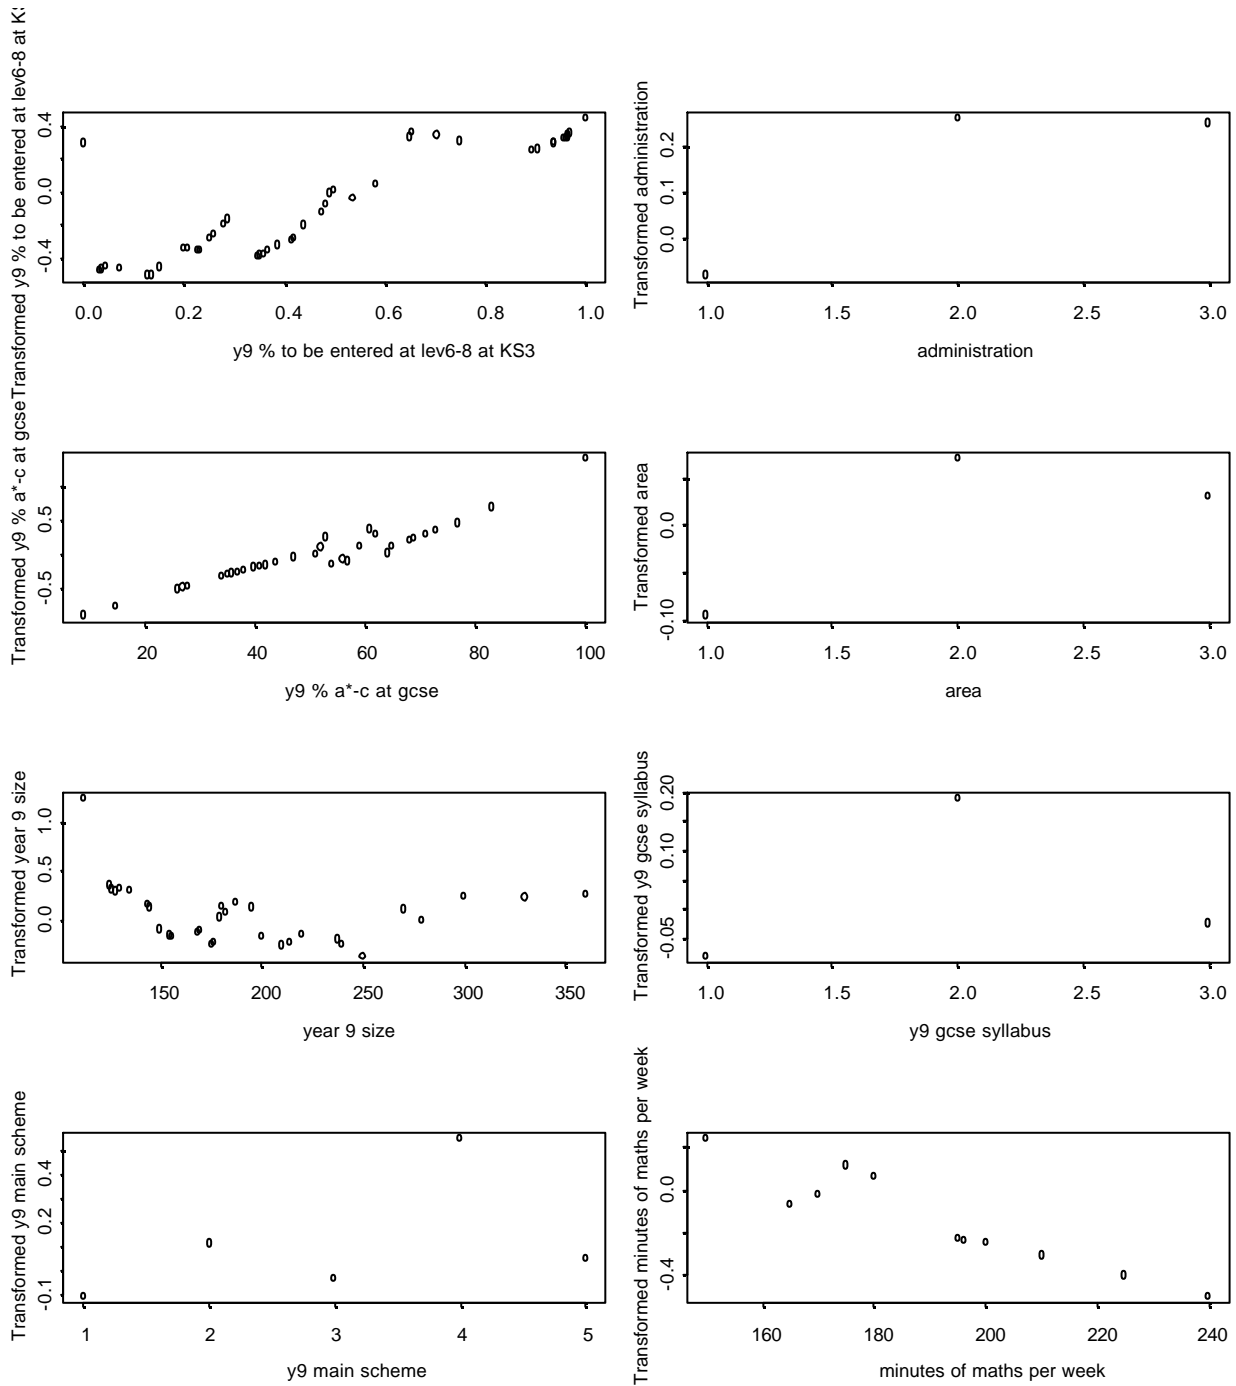 Transformed y9 % to be entered at lev6-8 at KS
0.4
0.0
-0.4
0.0 0.2 0.4 0.6 0.8 1.0
y9 % to be entered at lev6-8 at KS3
Transformed administration
0.2
0.1
0.0
1.0 1.5 2.0 2.5 3.0
administration
Transformed y9 % a*-c at gcse
0.5
-0.5
20 40 60 80 100
y9 % a*-c at gcse
Transformed area
0.0
-0.10
1.0 1.5 2.0 2.5 3.0
area
Transformed year 9 size
1.0
0.5
0.0
150 200 250 300 350
year 9 size
Transformed y9 gcse syllabus
0.20
0.10
-0.05
1.0 1.5 2.0 2.5 3.0
y9 gcse syllabus
Transformed y9 main scheme
0.4
0.2
-0.1
1 2 3 4 5
y9 main scheme
Transformed minutes of maths per week
0.0
-0.4
160 180 200 220 240
minutes of maths per week